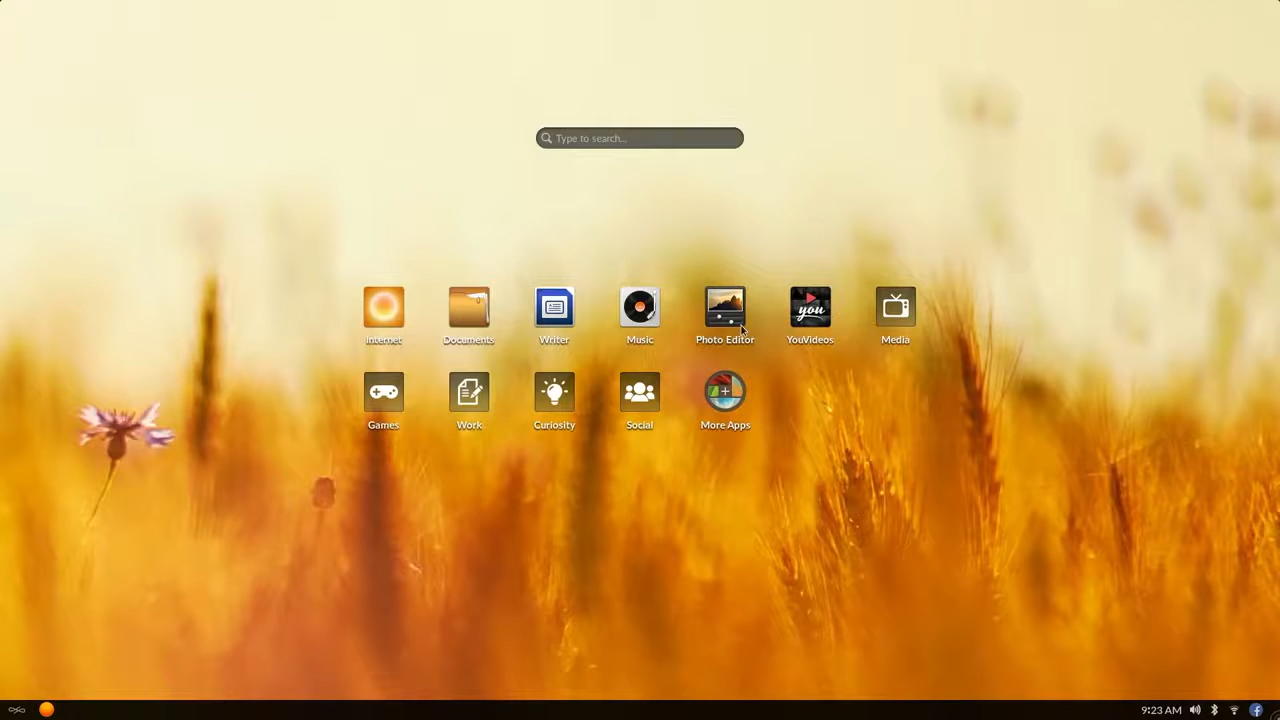 Type to search...
Internet Documents Writer Music Photo Editor you YouVideos Media
Games Work Curiosity Social More Apps
9:23 AM f